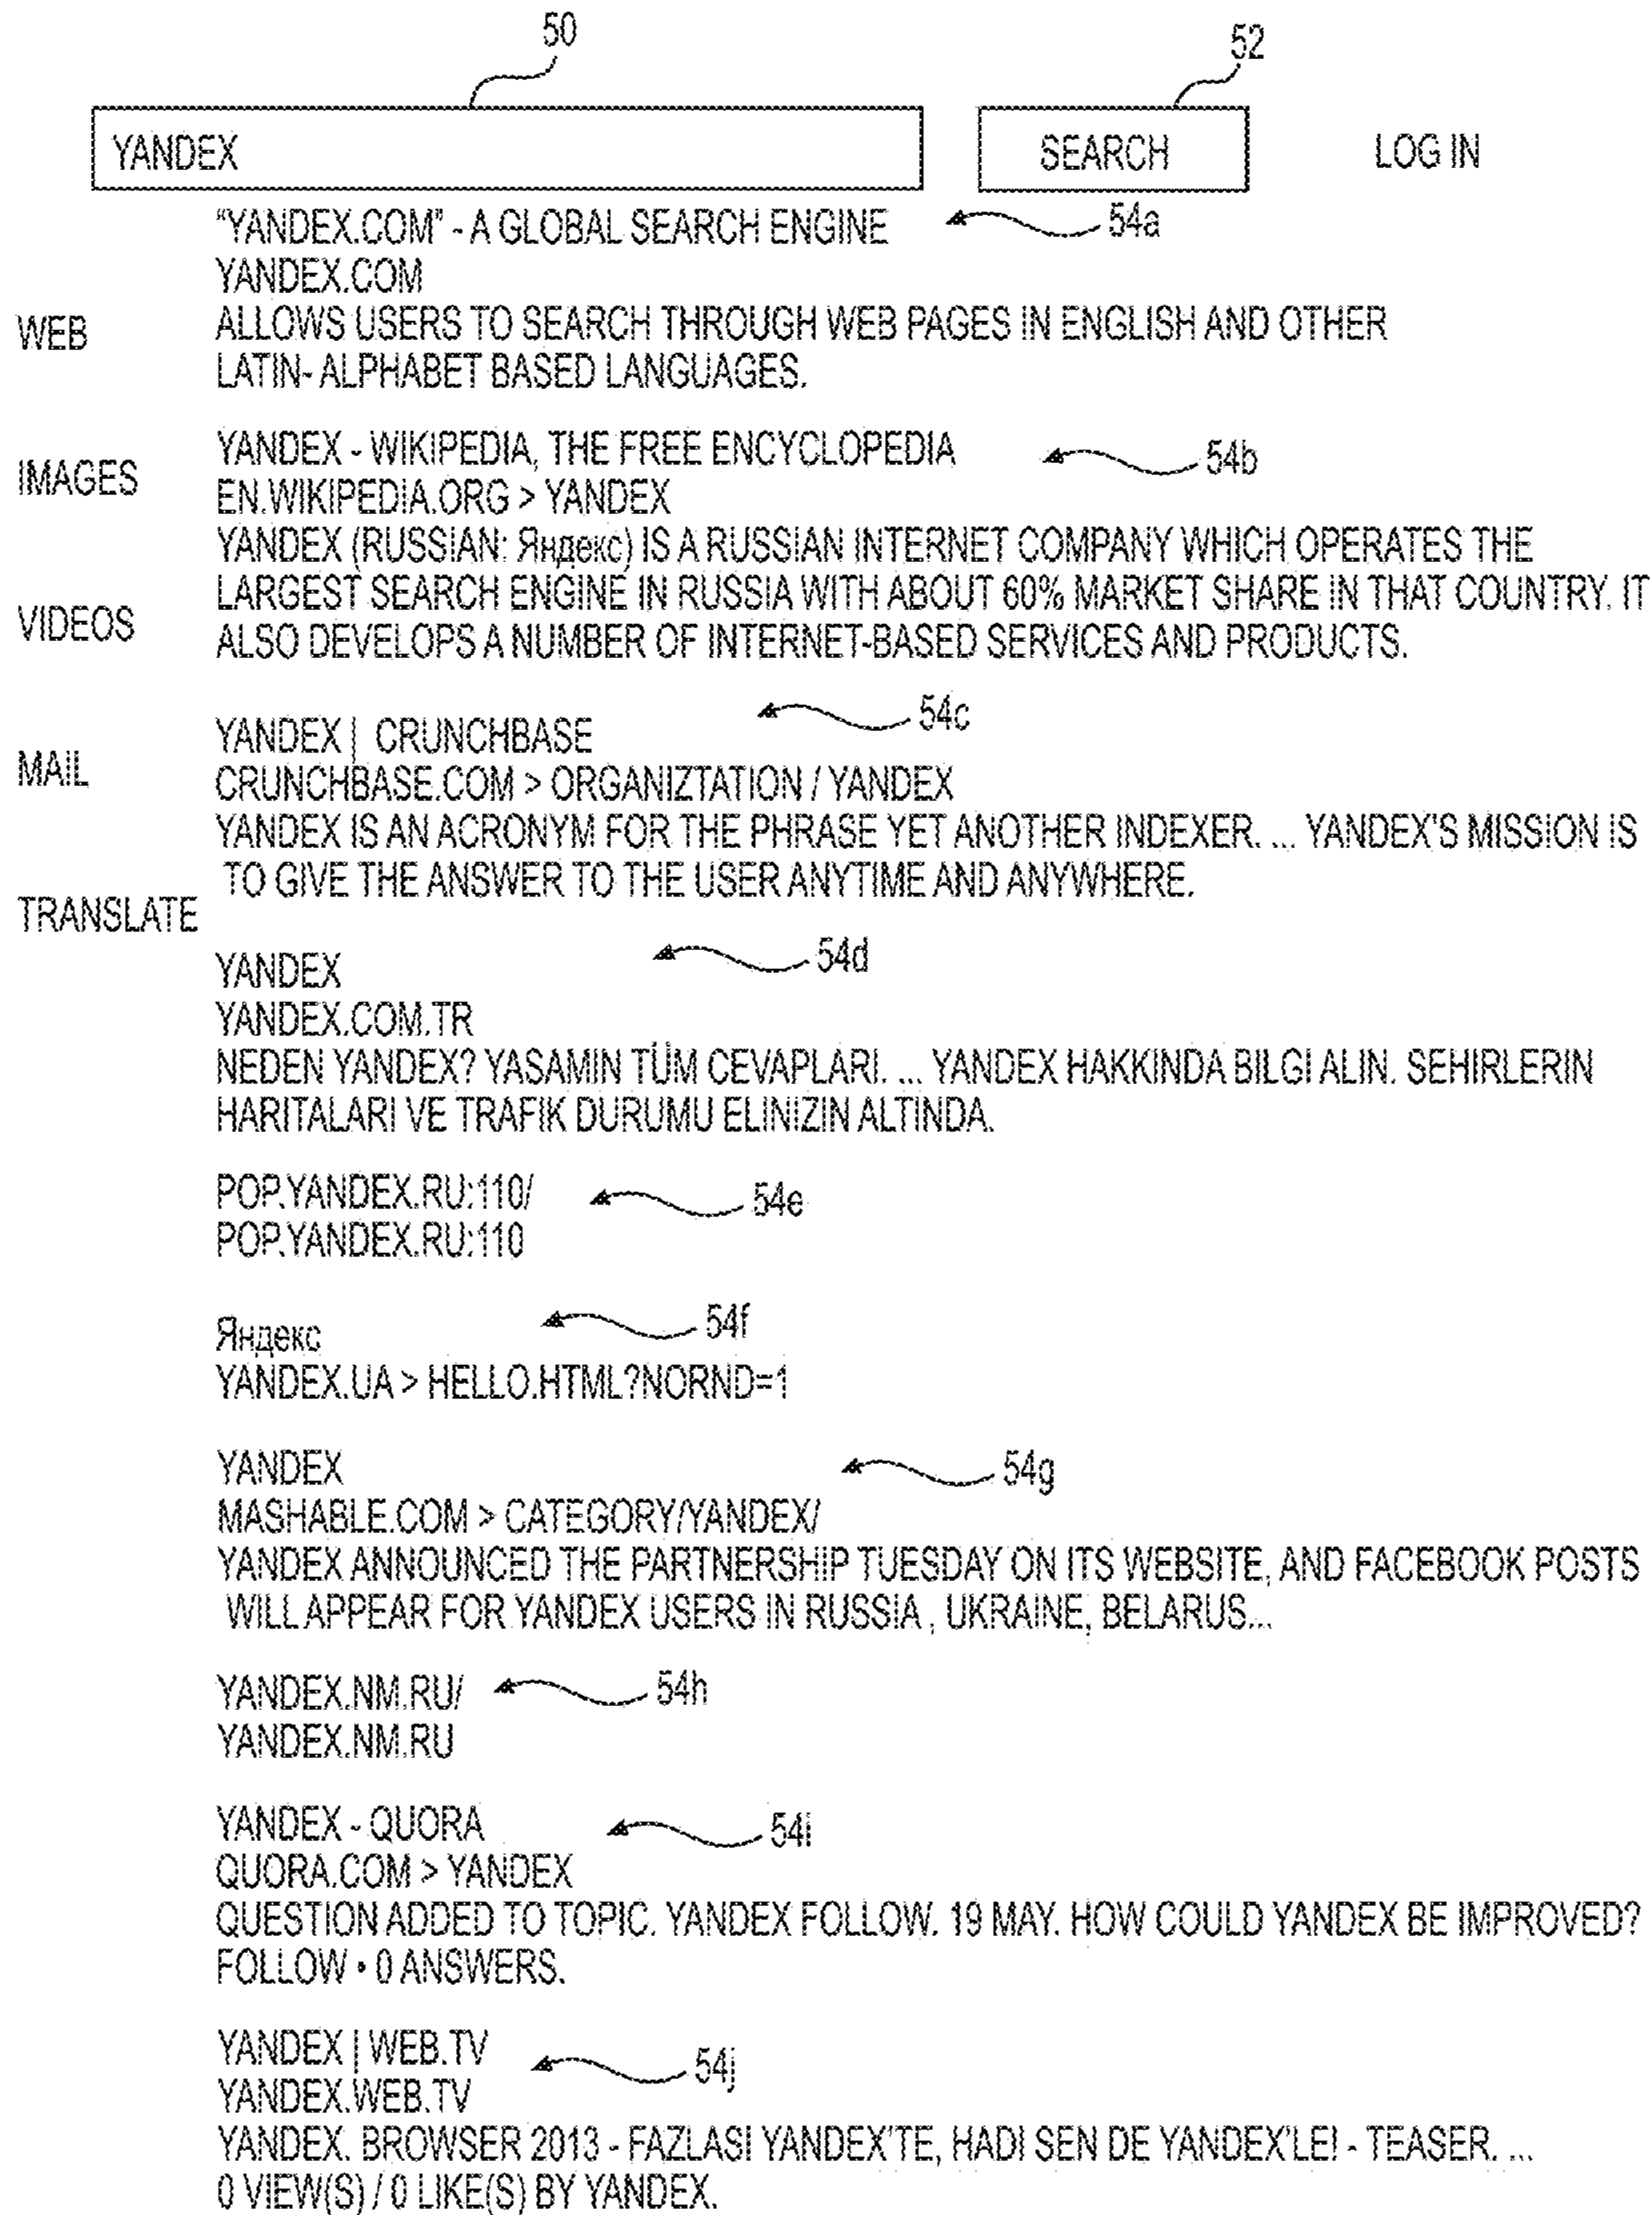 50
52
YANDEX
SEARCH
LOG IN
"YANDEX.COM" - A GLOBAL SEARCH ENGINE
54a
YANDEX.COM
WEB
ALLOWS USERS TO SEARCH THROUGH WEB PAGES IN ENGLISH AND OTHER
LATIN- ALPHABET BASED LANGUAGES.
YANDEX - WIKIPEDIA, THE FREE ENCYCLOPEDIA
54b
IMAGES
EN.WIKIPEDIA.ORG > YANDEX
YANDEX (RUSSIAN: Яндекс) IS A RUSSIAN INTERNET COMPANY WHICH OPERATES THE
LARGEST SEARCH ENGINE IN RUSSIA WITH ABOUT 60% MARKET SHARE IN THAT COUNTRY. IT
VIDEOS
ALSO DEVELOPS A NUMBER OF INTERNET-BASED SERVICES AND PRODUCTS.
54c
YANDEX | CRUNCHBASE
MAIL
CRUNCHBASE.COM > ORGANIZTATION / YANDEX
YANDEX IS AN ACRONYM FOR THE PHRASE YET ANOTHER INDEXER. ... YANDEX'S MISSION IS
TO GIVE THE ANSWER TO THE USER ANYTIME AND ANYWHERE.
TRANSLATE
54d
YANDEX
YANDEX.COM.TR
NEDEN YANDEX? YASAMIN TÜM CEVAPLARI. ... YANDEX HAKKINDA BILGI ALIN. SEHIRLERIN
HARITALARI VE TRAFIK DURUMU ELINIZIN ALTINDA.
POP.YANDEX.RU:110/
54e
POP.YANDEX.RU:110
54f
Яндекс
YANDEX.UA > HELLO.HTML?NORND=1
YANDEX
54g
MASHABLE.COM > CATEGORY/YANDEX/
YANDEX ANNOUNCED THE PARTNERSHIP TUESDAY ON ITS WEBSITE, AND FACEBOOK POSTS
WILL APPEAR FOR YANDEX USERS IN RUSSIA , UKRAINE, BELARUS...
YANDEX.NM.RU/
54h
YANDEX.NM.RU
YANDEX - QUORA
54i
QUORA.COM > YANDEX
QUESTION ADDED TO TOPIC. YANDEX FOLLOW. 19 MAY. HOW COULD YANDEX BE IMPROVED?
FOLLOW • 0 ANSWERS.
YANDEX | WEB.TV
54j
YANDEX.WEB.TV
YANDEX. BROWSER 2013 - FAZLASI YANDEX'TE, HADI SEN DE YANDEX'LE! - TEASER. ...
0 VIEW(S) / 0 LIKE(S) BY YANDEX.